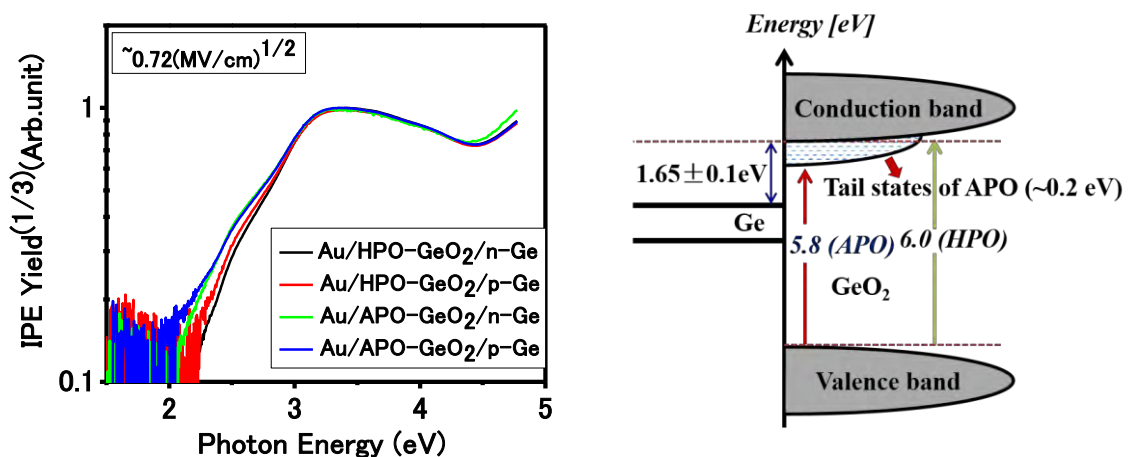 ~0.72(MV/cm)1/2
IPE Yield(1/3)(Arb.unit)
1
0.1
Au/HPO-GeO2/n-Ge
Au/HPO-GeO2/p-Ge
Au/APO-GeO2/n-Ge
Au/APO-GeO2/p-Ge
2 3 4 5
Photon Energy (eV)
Energy [eV]
Conduction band
1.65±0.1eV
Tail states of APO (~0.2 eV)
Ge
5.8 (APO) 6.0 (HPO)
GeO2
Valence band